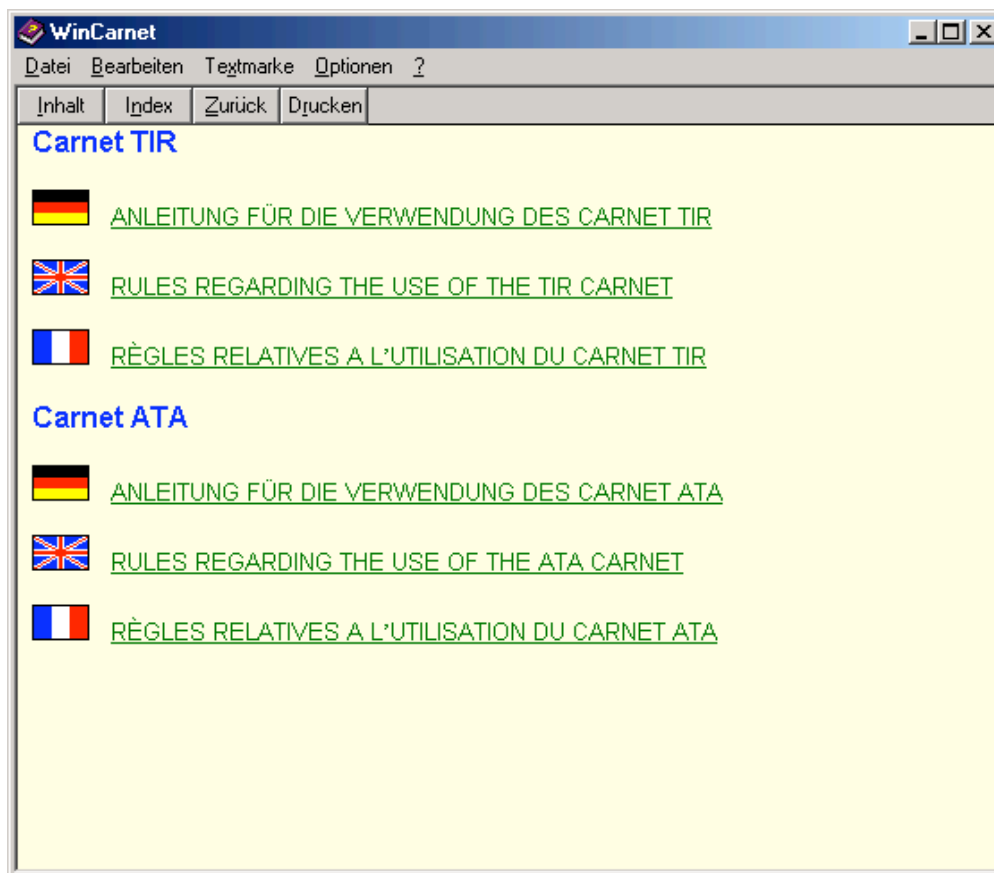 WinCarnet
Datei Bearbeiten Textmarke Optionen ?
Inhalt Index Zurück Drucken
Carnet TIR
ANLEITUNG FÜR DIE VERWENDUNG DES CARNET TIR
RULES REGARDING THE USE OF THE TIR CARNET
RÈGLES RELATIVES A L'UTILISATION DU CARNET TIR
Carnet ATA
ANLEITUNG FÜR DIE VERWENDUNG DES CARNET ATA
RULES REGARDING THE USE OF THE ATA CARNET
RÈGLES RELATIVES A L'UTILISATION DU CARNET ATA